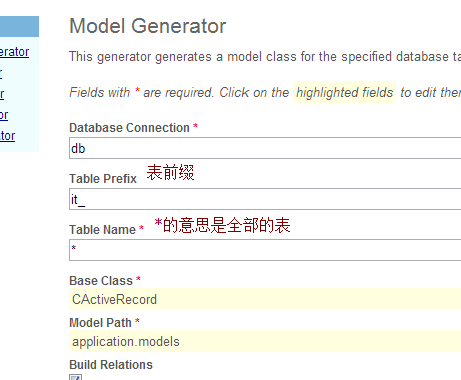 Model Generator
erator
This generator generates a model class for the specified database ta
r
Fields with * are required. Click on the highlighted fields to edit ther
r
or
Database Connection *
ator
db
Table Prefix 表前缀
it_
Table Name * *的意思是全部的表
*
Base Class *
CActiveRecord
Model Path *
application.models
Build Relations